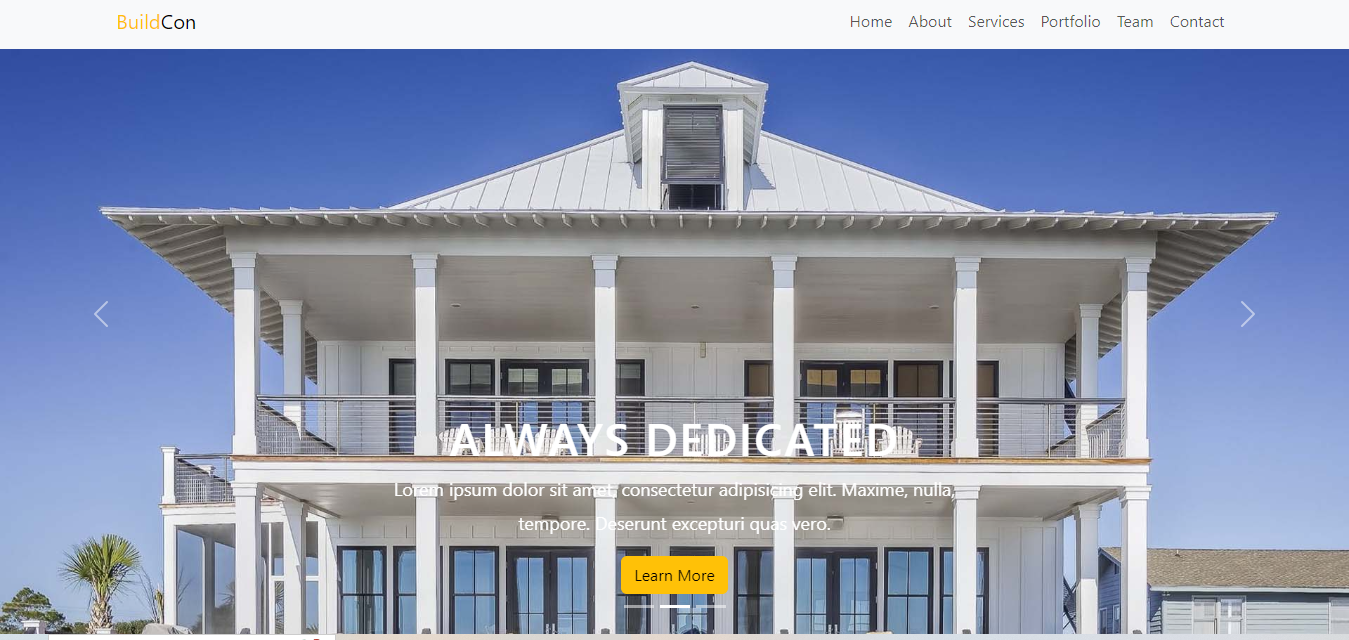 BuildCon
Home About Services Portfolio Team Contact
ALWAYS DEDICATED
Lorem ipsum dolor sit amet, consectetur adipisicing elit. Maxime, nulla,
tempore. Deserunt excepturi quas vero.
Learn More